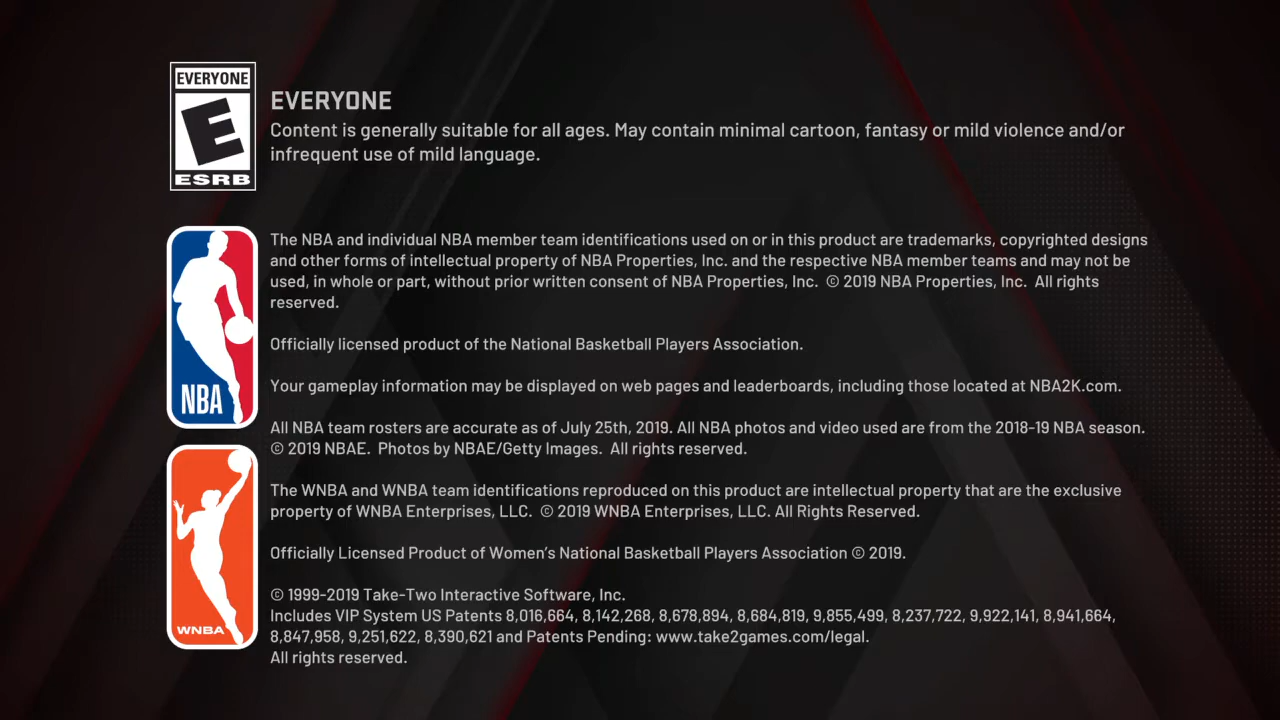 EVERYONE
E
ESRB
EVERYONE
Content is generally suitable for all ages. May contain minimal cartoon, fantasy or mild violence and/or
infrequent use of mild language.
NBA
The NBA and individual NBA member team identifications used on or in this product are trademarks, copyrighted designs
and other forms of intellectual property of NBA Properties, Inc. and the respective NBA member teams and may not be
used, in whole or part, without prior written consent of NBA Properties, Inc. © 2019 NBA Properties, Inc. All rights
reserved.
Officially licensed product of the National Basketball Players Association.
Your gameplay information may be displayed on web pages and leaderboards, including those located at NBA2K.com.
All NBA team rosters are accurate as of July 25th, 2019. All NBA photos and video used are from the 2018-19 NBA season.
© 2019 NBAE. Photos by NBAE/Getty Images. All rights reserved.
WNBA
The WNBA and WNBA team identifications reproduced on this product are intellectual property that are the exclusive
property of WNBA Enterprises, LLC. © 2019 WNBA Enterprises, LLC. All Rights Reserved.
Officially Licensed Product of Women's National Basketball Players Association © 2019.
© 1999-2019 Take-Two Interactive Software, Inc.
Includes VIP System US Patents 8,016,664, 8,142,268, 8,678,894, 8,684,819, 9,855,499, 8,237,722, 9,922,141, 8,941,664,
8,847,958, 9,251,622, 8,390,621 and Patents Pending: www.take2games.com/legal.
All rights reserved.